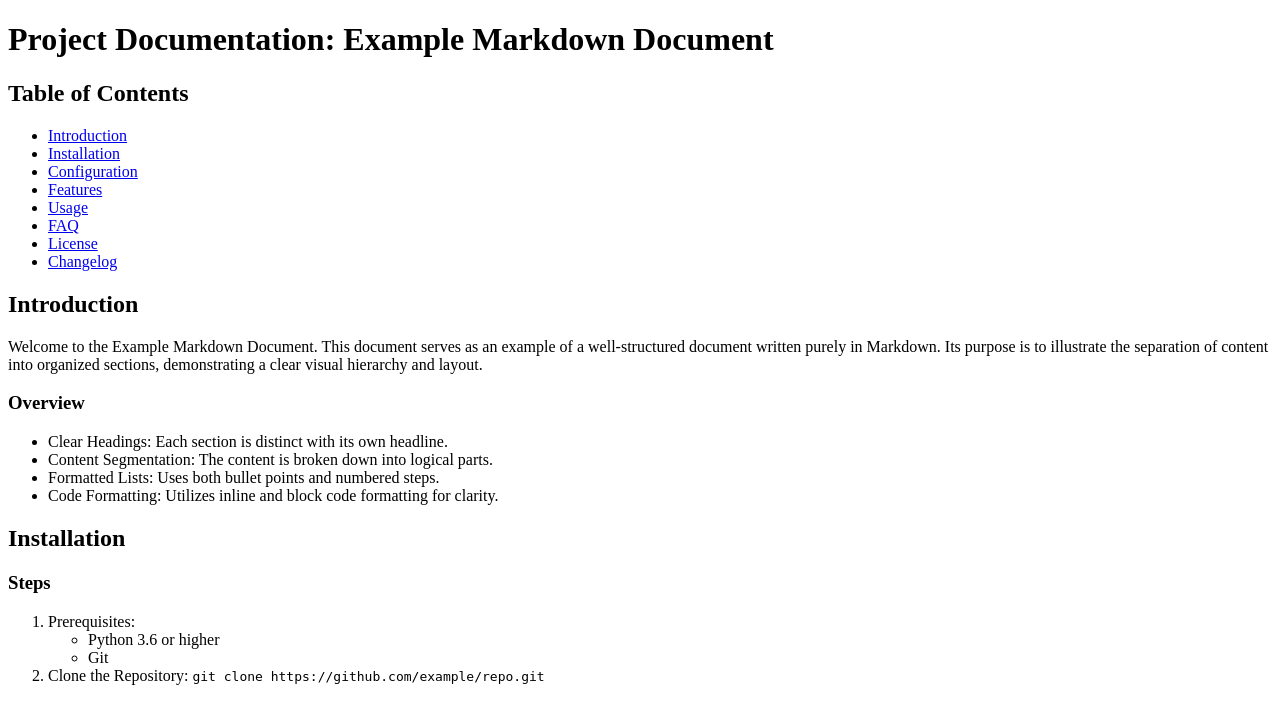 Project Documentation: Example Markdown Document
Table of Contents
Introduction
Installation
Configuration
Features
Usage
FAQ
License
Changelog
Introduction
Welcome to the Example Markdown Document. This document serves as an example of a well-structured document written purely in Markdown. Its purpose is to illustrate the separation of content
into organized sections, demonstrating a clear visual hierarchy and layout.
Overview
Clear Headings: Each section is distinct with its own headline.
Content Segmentation: The content is broken down into logical parts.
Formatted Lists: Uses both bullet points and numbered steps.
Code Formatting: Utilizes inline and block code formatting for clarity.
Installation
Steps
1. Prerequisites:
Python 3.6 or higher
Git
2. Clone the Repository: git clone https://github.com/example/repo.git